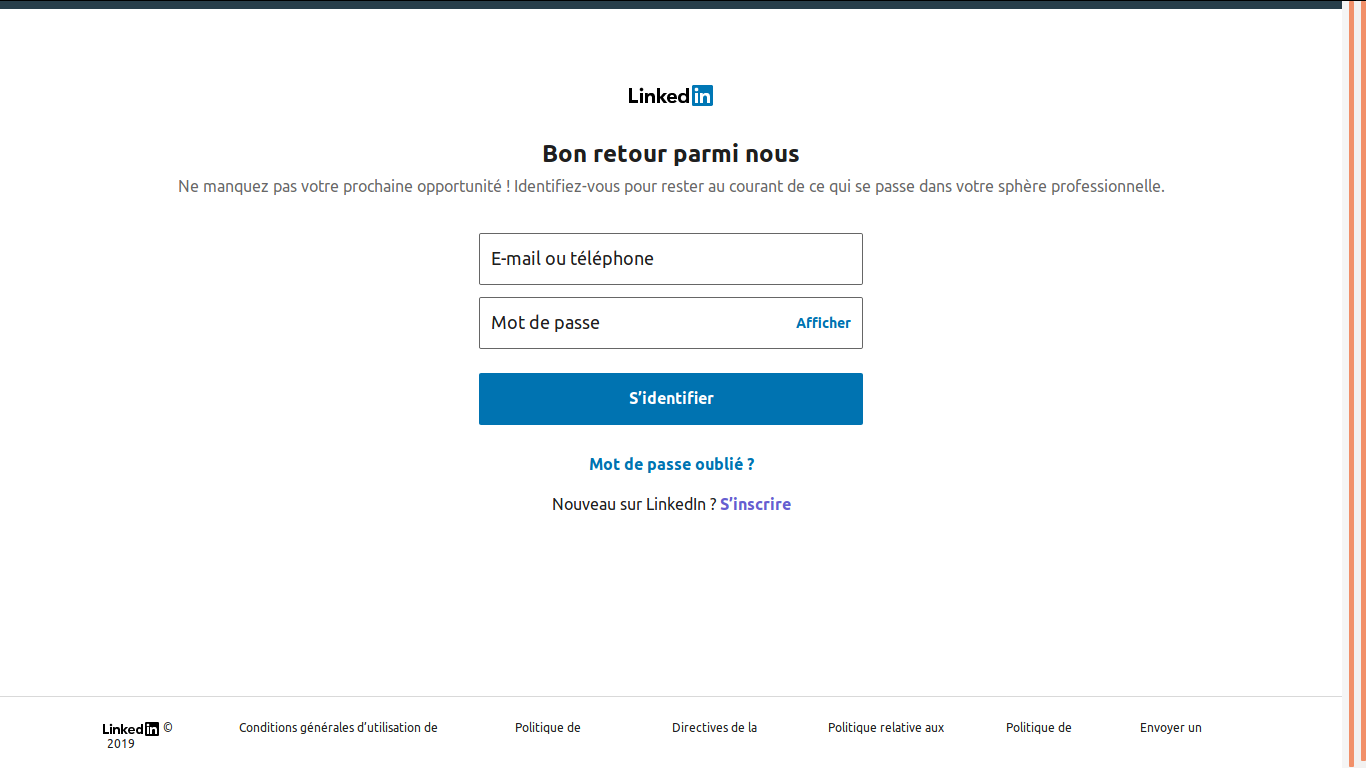 Linkedin
Bon retour parmi nous
Ne manquez pas votre prochaine opportunité ! Identifiez-vous pour rester au courant de ce qui se passe dans votre sphère professionnelle.
E-mail ou téléphone
Mot de passe Afficher
S’identifier
Mot de passe oublié ?
Nouveau sur LinkedIn ? S’inscrire
Linkedin © Conditions générales d’utilisation de Politique de Directives de la Politique relative aux Politique de Envoyer un
2019